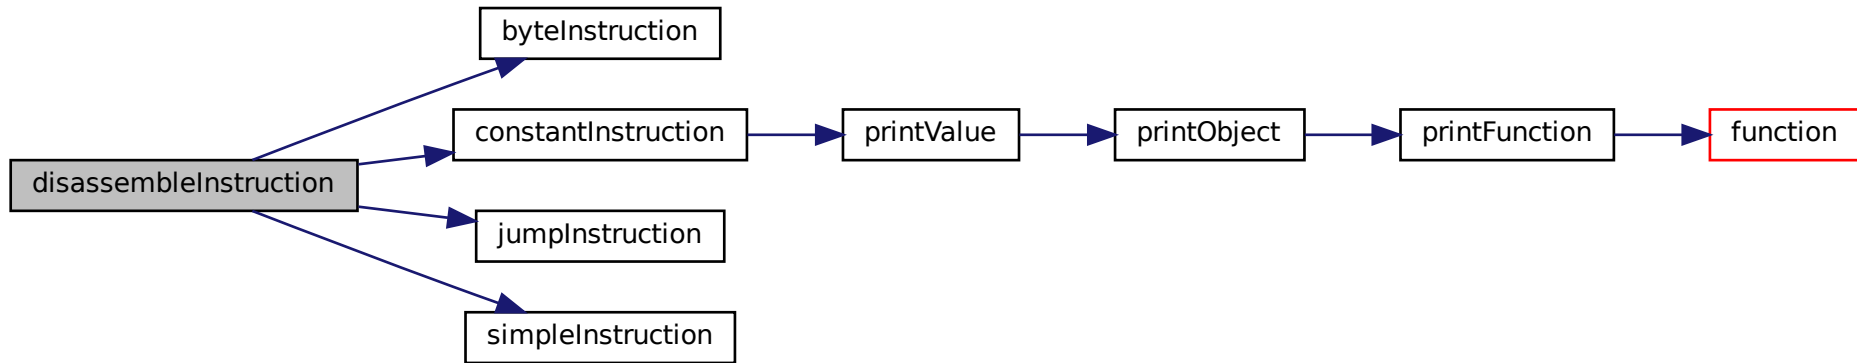 byteInstruction
constantInstruction
printValue
printObject
printFunction
function
disassembleInstruction
jumpInstruction
simpleInstruction